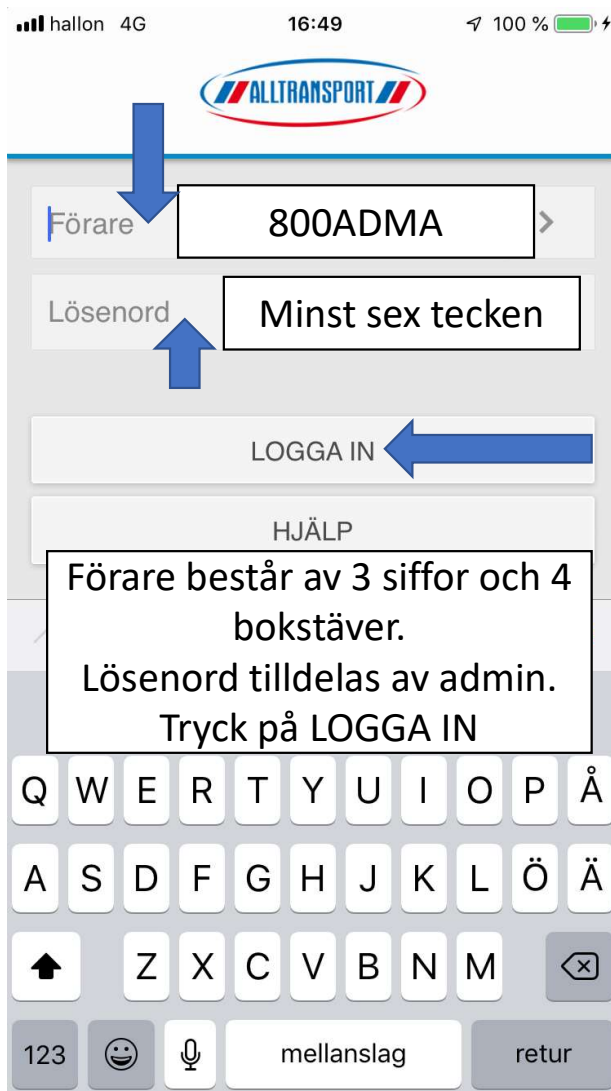 hallon 4G 16:49 100 %
ALLTRANSPORT
Förare 800ADMA
Lösenord Minst sex tecken
LOGGA IN
HJÄLP
Förare består av 3 siffor och 4
bokstäver.
Lösenord tilldelas av admin.
Tryck på LOGGA IN
Q W E R T Y U I O P Å
A S D F G H J K L Ö Ä
Z X C V B N M
123 mellanslag retur